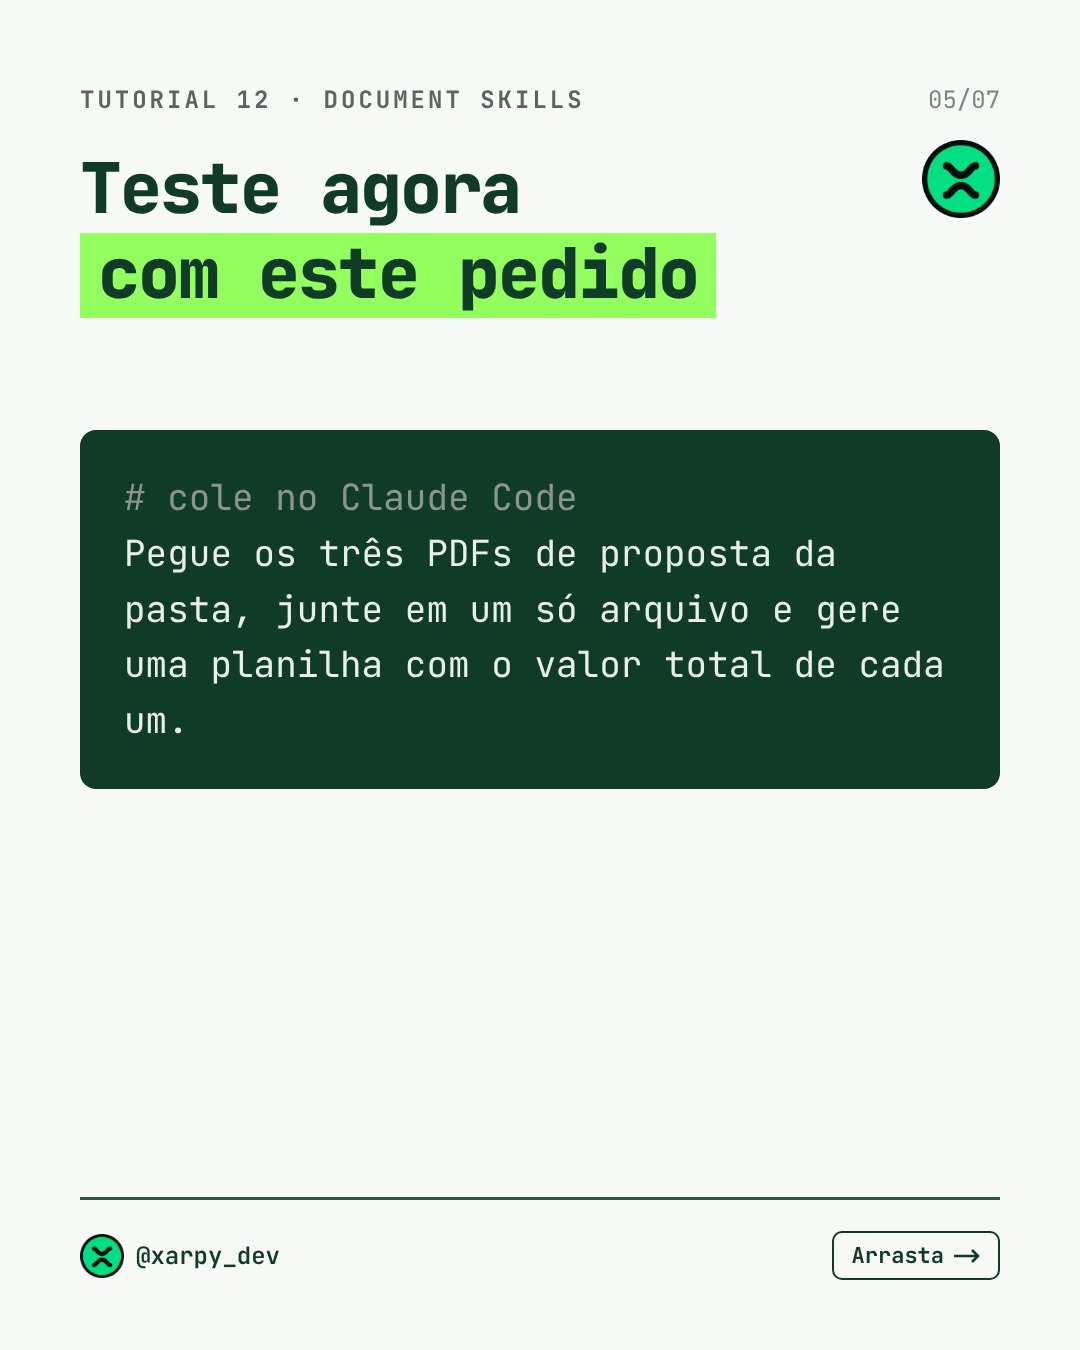 TUTORIAL 12 · DOCUMENT SKILLS
05/07
Teste agora
com este pedido
# cole no Claude Code
Pegue os três PDFs de proposta da
pasta, junte em um só arquivo e gere
uma planilha com o valor total de cada
um.
@xarpy_dev
Arrasta →